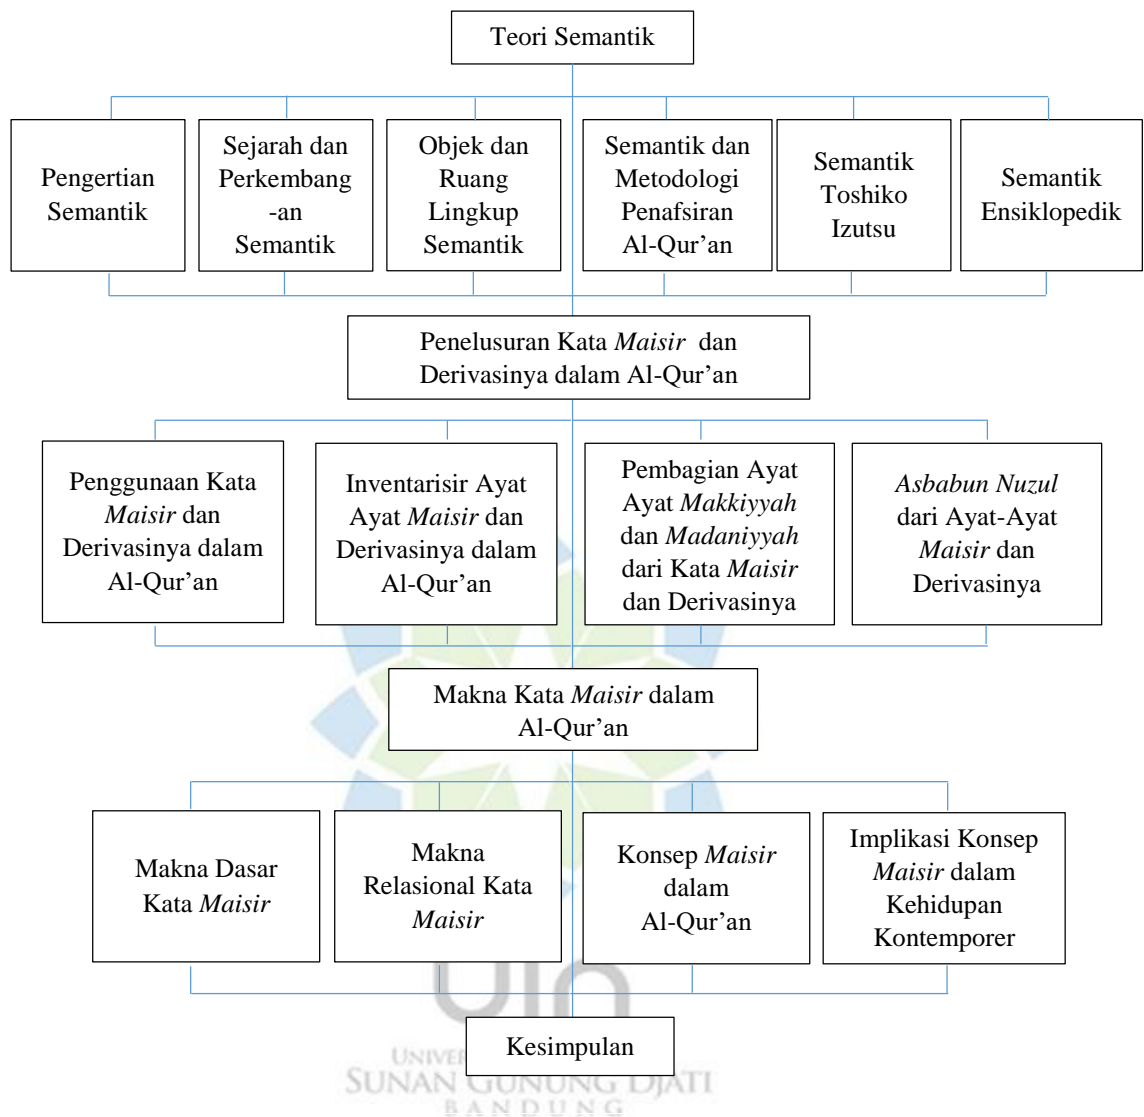 Teori Semantik
Pengertian
Semantik
Sejarah dan
Perkembang
-an
Semantik
Objek dan
Ruang
Lingkup
Semantik
Semantik dan
Metodologi
Penafsiran
Al-Qur’an
Semantik
Toshiko
Izutsu
Semantik
Ensiklopedik
Penelusuran Kata Maisir dan
Derivasinya dalam Al-Qur’an
Penggunaan Kata
Maisir dan
Derivasinya dalam
Al-Qur’an
Inventarisir Ayat
Ayat Maisir dan
Derivasinya dalam
Al-Qur’an
Pembagian Ayat
Ayat Makkiyyah
dan Madaniyyah
dari Kata Maisir
dan Derivasinya
Asbabun Nuzul
dari Ayat-Ayat
Maisir dan
Derivasinya
Makna Kata Maisir dalam
Al-Qur’an
Makna Dasar
Kata Maisir
Makna
Relasional Kata
Maisir
Konsep Maisir
dalam
Al-Qur’an
Implikasi Konsep
Maisir dalam
Kehidupan
Kontemporer
uin
Kesimpulan
SUNAN GUNUNG DJATI
BANDUNG